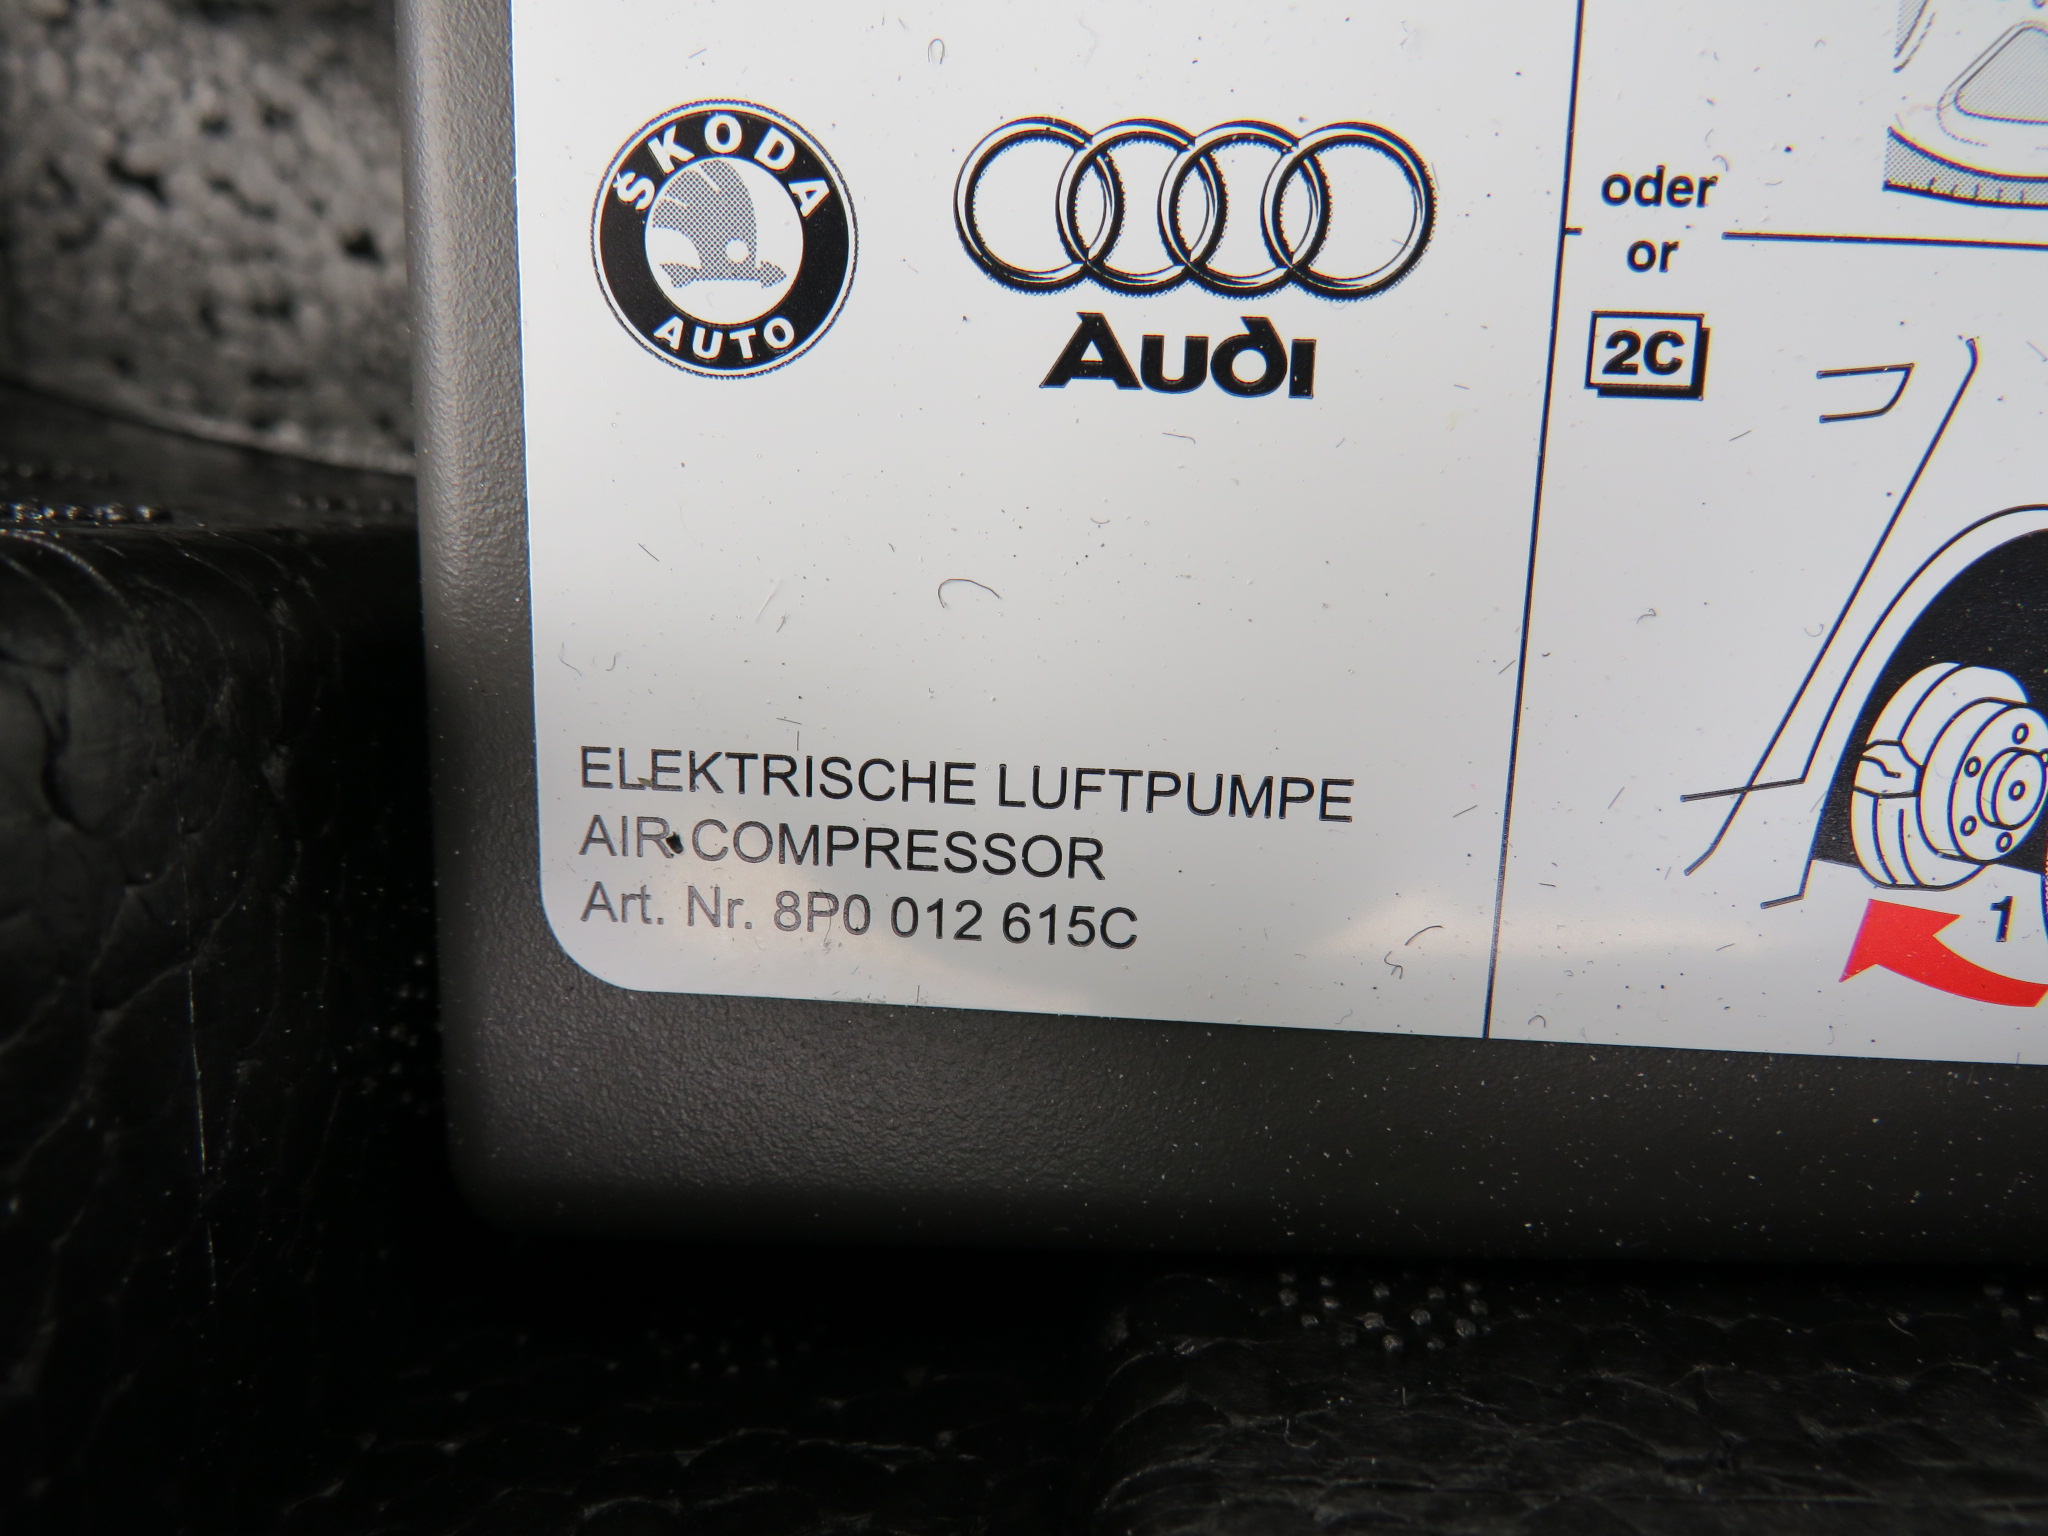 ŠKODA
AUTO
Audi
ELEKTRISCHE LUFTPUMPE
AIR COMPRESSOR
Art. Nr. 8P0 012 615C
oder
or
2C
1